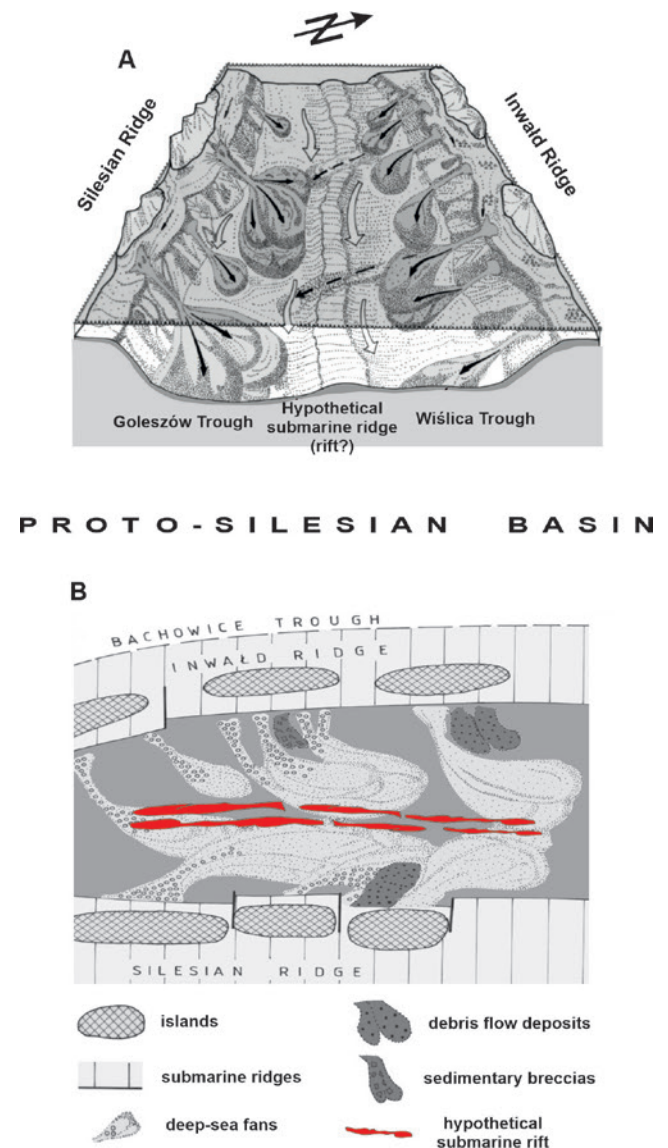 N
A
Silesian Ridge
Inwald Ridge
Goleszów Trough
Hypothetical
submarine ridge
(rift?)
Wiślica Trough
PROTO-SILESIAN BASIN
B
BACHOWICE TROUGH
INWAŁD RIDGE
SILESIAN RIDGE
islands
debris flow deposits
submarine ridges
sedimentary breccias
deep-sea fans
hypothetical
submarine rift